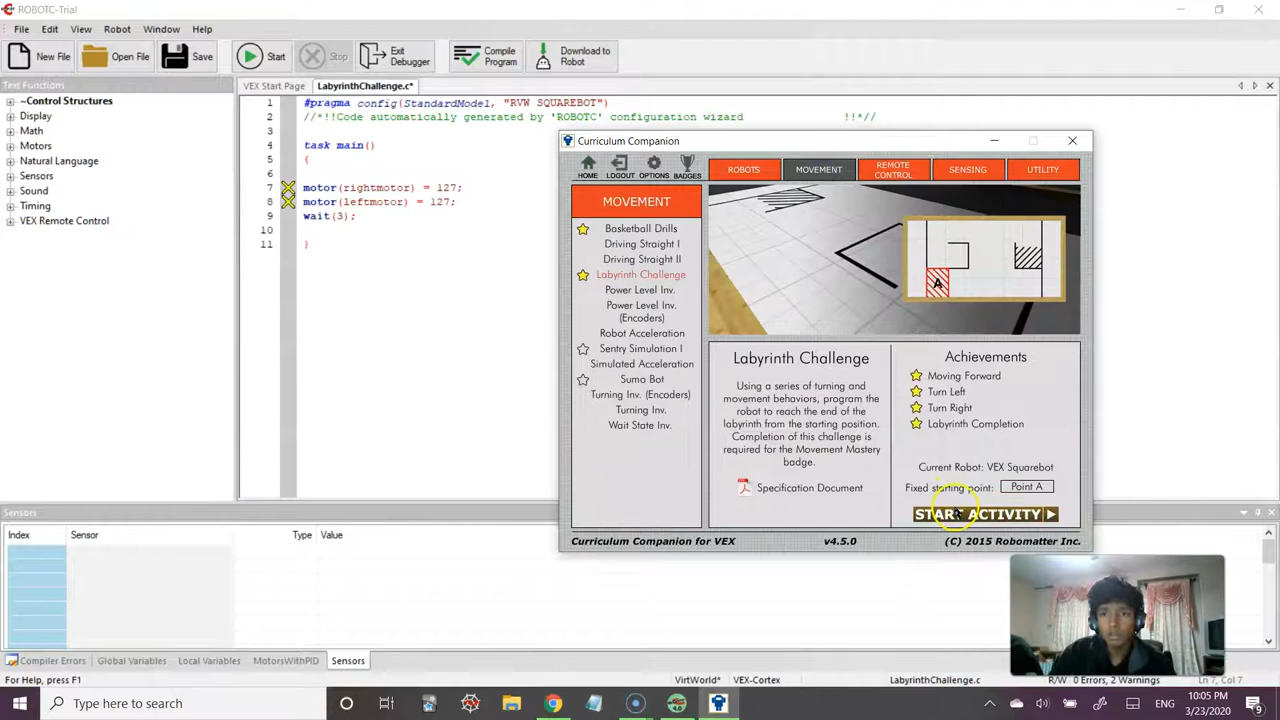 ROBOTC-Trial
File Edit View Robot Window Help
New File Open File Save Start Stop Exit Debugger Compile Program Download to Robot
Text Functions
~Control Structures
Display
Math
Motors
Natural Language
Sensors
Sound
Timing
VEX Remote Control
VEX Start Page LabyrinthChallenge.c*
1 #pragma config(StandardModel, "RVW SQUAREBOT")
2 //*!!Code automatically generated by 'ROBOTC' configuration wizard !!*//
3
4 task main()
5 {
6
7 motor(rightmotor) = 127;
8 motor(leftmotor) = 127;
9 wait(3);
10
11 }
Curriculum Companion
HOME LOGOUT OPTIONS BADGES
ROBOTS MOVEMENT REMOTE CONTROL SENSING UTILITY
MOVEMENT
Basketball Drills
Driving Straight I
Driving Straight II
Labyrinth Challenge
Power Level Inv.
Power Level Inv.
(Encoders)
Robot Acceleration
Sentry Simulation I
Simulated Acceleration
Sumo Bot
Turning Inv. (Encoders)
Turning Inv.
Wait State Inv.
A
Labyrinth Challenge
Using a series of turning and
movement behaviors, program the
robot to reach the end of the
labyrinth from the starting position.
Completion of this challenge is
required for the Movement Mastery
badge.
Specification Document
Achievements
Moving Forward
Turn Left
Turn Right
Labyrinth Completion
Current Robot: VEX Squarebot
Fixed starting point: Point A
START ACTIVITY
Curriculum Companion for VEX v4.5.0 (C) 2015 Robomatter Inc.
Sensors
Index Sensor Type Value
Compiler Errors Global Variables Local Variables MotorsWithPID Sensors
For Help, press F1 VirtWorld* VEX-Cortex LabyrinthChallenge.c R/W 0 Errors, 2 Warnings Ln 7, Col 7
Type here to search
ENG
10:05 PM
3/23/2020
9